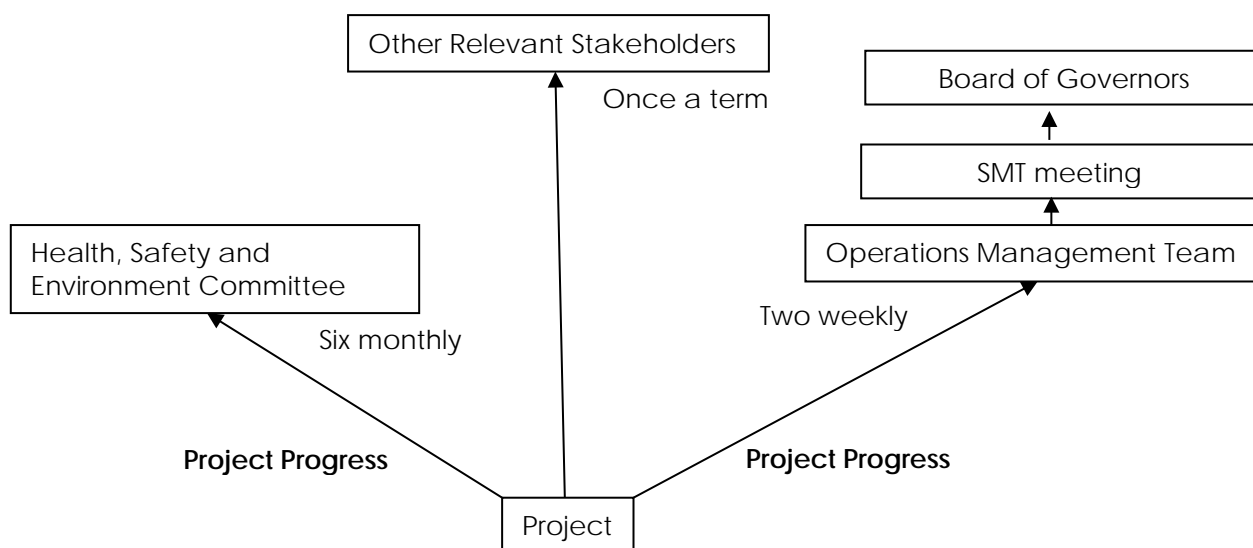 Other Relevant Stakeholders
Once a term
Board of Governors
SMT meeting
Operations Management Team
Health, Safety and
Environment Committee
Six monthly
Two weekly
Project Progress
Project Progress
Project